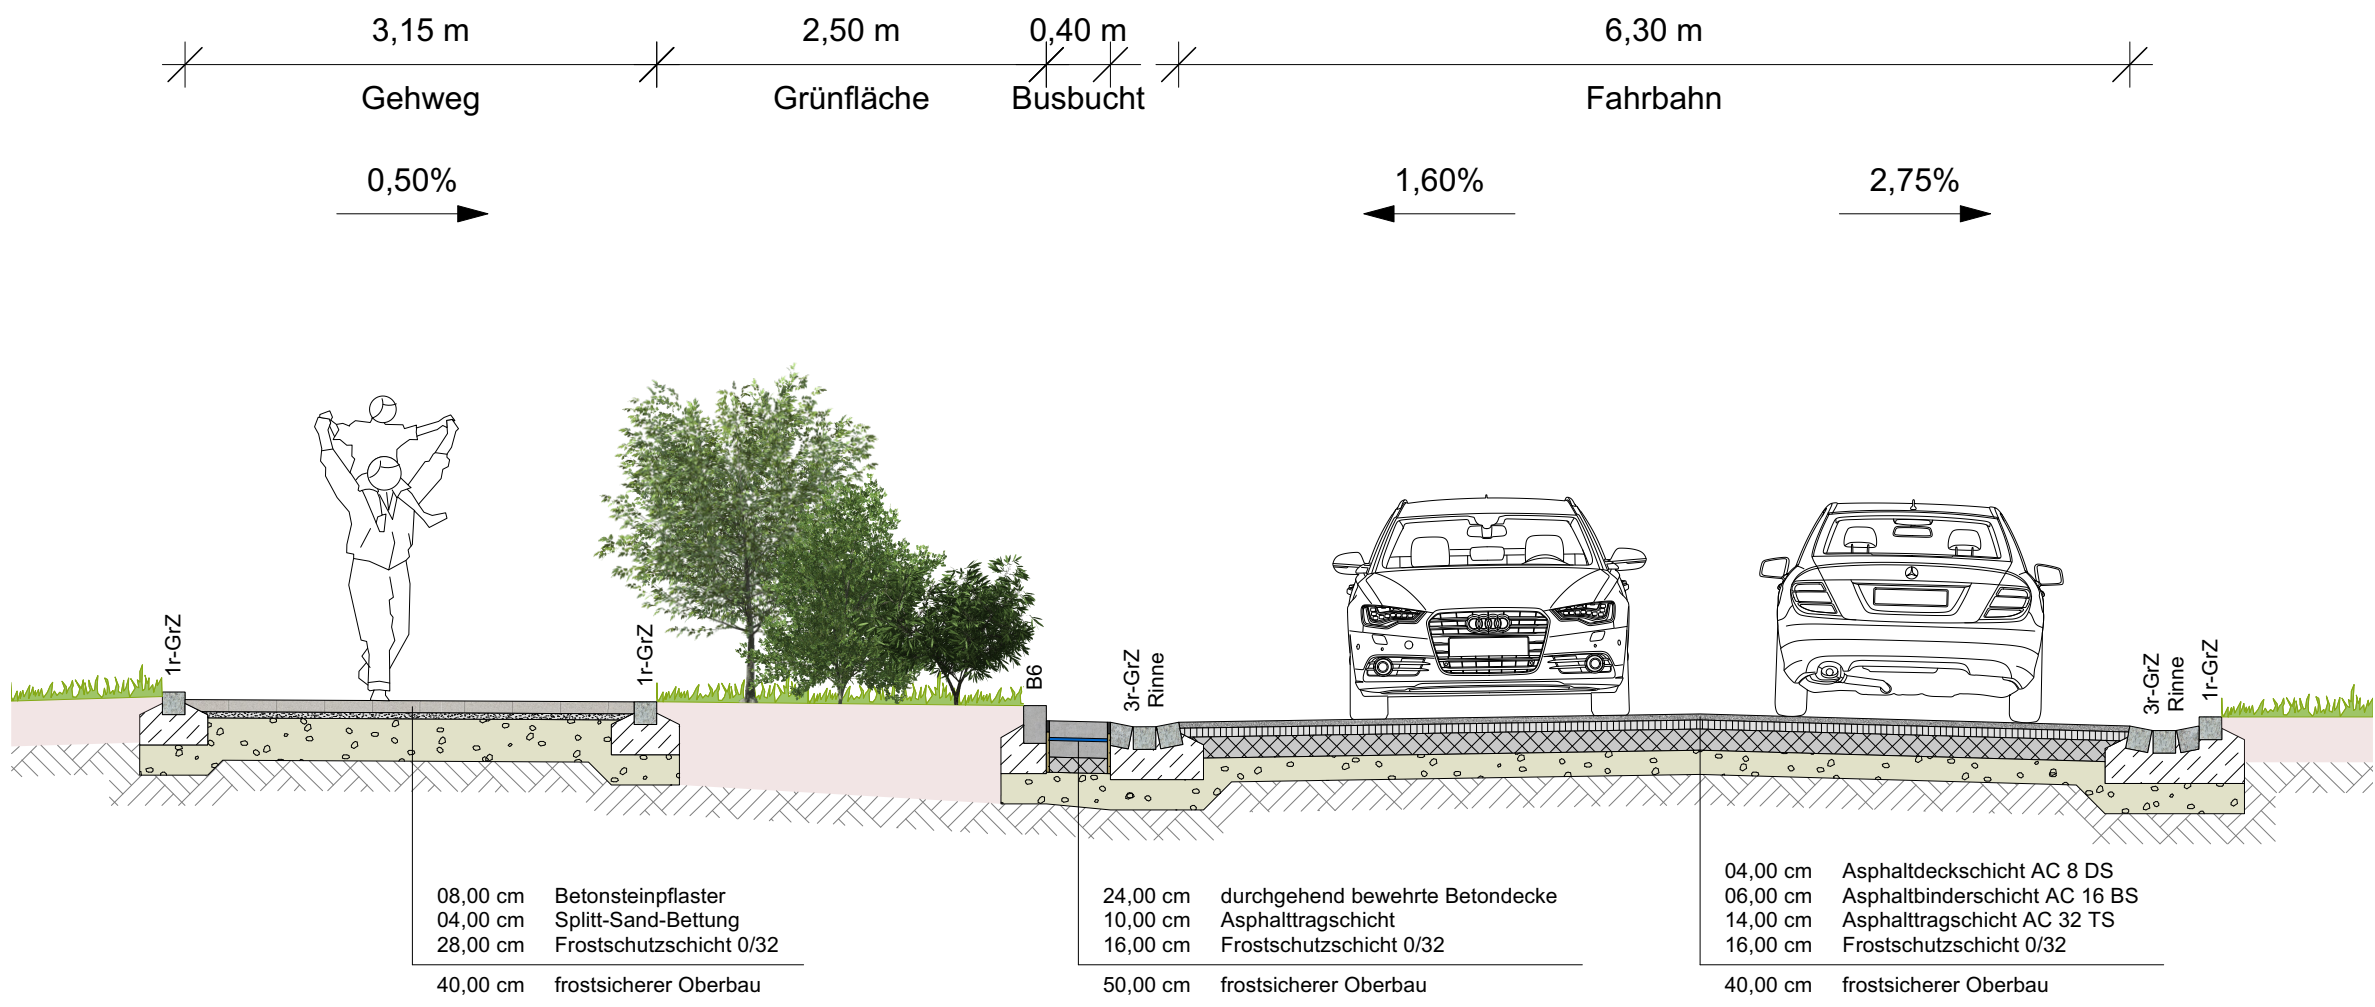 3,15 m 2,50 m 0,40 m 6,30 m
Gehweg Grünfläche Busbucht Fahrbahn
0,50% 1,60% 2,75%
1r-GrZ
1r-GrZ
B6
3r-GrZ
Rinne
3r-GrZ
Rinne
1r-GrZ
08,00 cm Betonsteinpflaster
04,00 cm Splitt-Sand-Bettung
28,00 cm Frostschutzschicht 0/32
40,00 cm frostsicherer Oberbau
24,00 cm durchgehend bewehrte Betondecke
10,00 cm Asphalttragschicht
16,00 cm Frostschutzschicht 0/32
50,00 cm frostsicherer Oberbau
04,00 cm Asphaltdeckschicht AC 8 DS
06,00 cm Asphaltbinderschicht AC 16 BS
14,00 cm Asphalttragschicht AC 32 TS
16,00 cm Frostschutzschicht 0/32
40,00 cm frostsicherer Oberbau